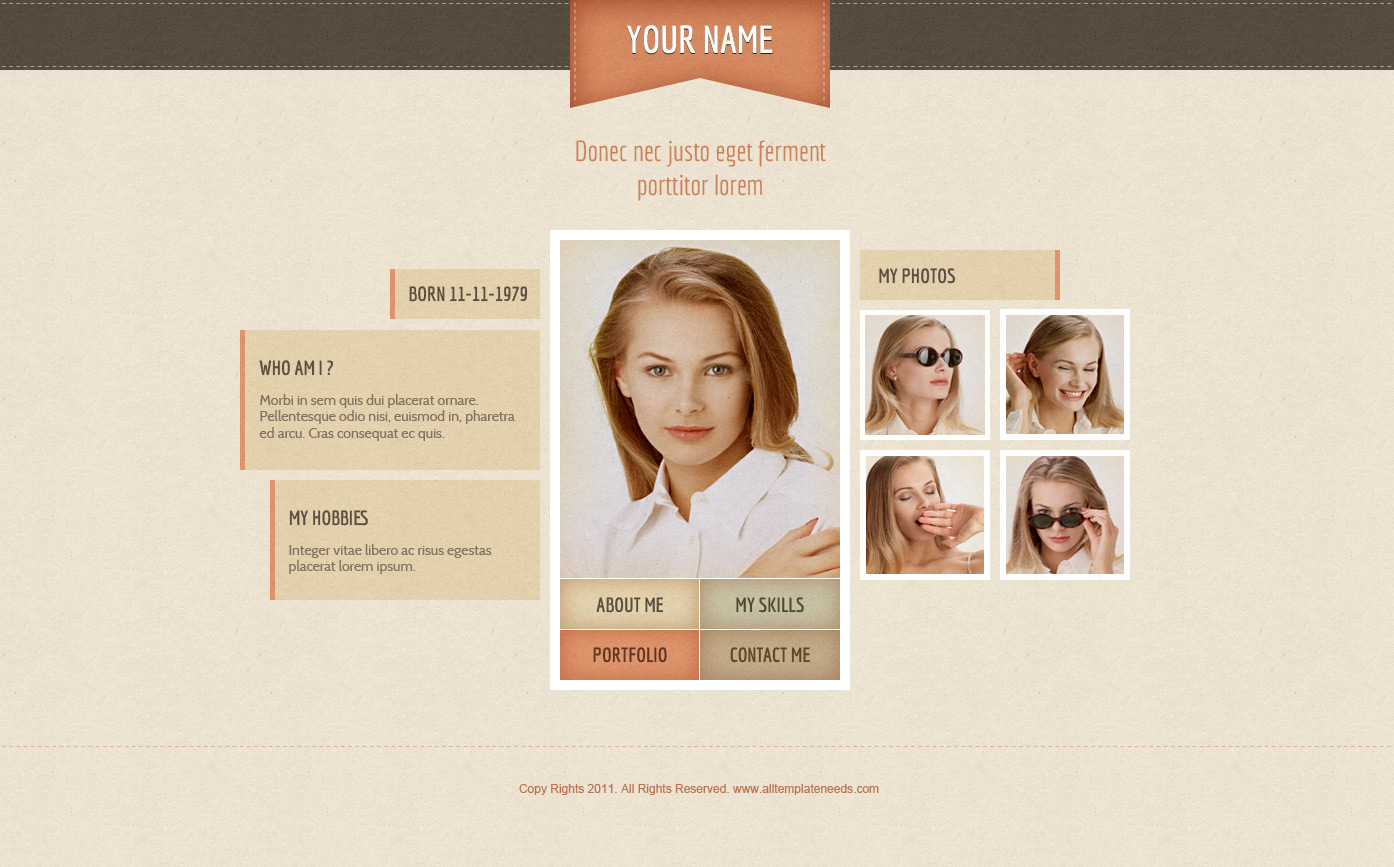 YOUR NAME
Donec nec justo eget ferment
porttitor lorem
BORN 11-11-1979
WHO AM I ?
Morbi in sem quis dui placerat ornare.
Pellentesque odio nisi, euismod in, pharetra
ed arcu. Cras consequat ec quis.
MY HOBBIES
Integer vitae libero ac risus egestas
placerat lorem ipsum.
ABOUT ME
MY SKILLS
PORTFOLIO
CONTACT ME
MY PHOTOS
Copy Rights 2011. All Rights Reserved. www.alltemplateneeds.com